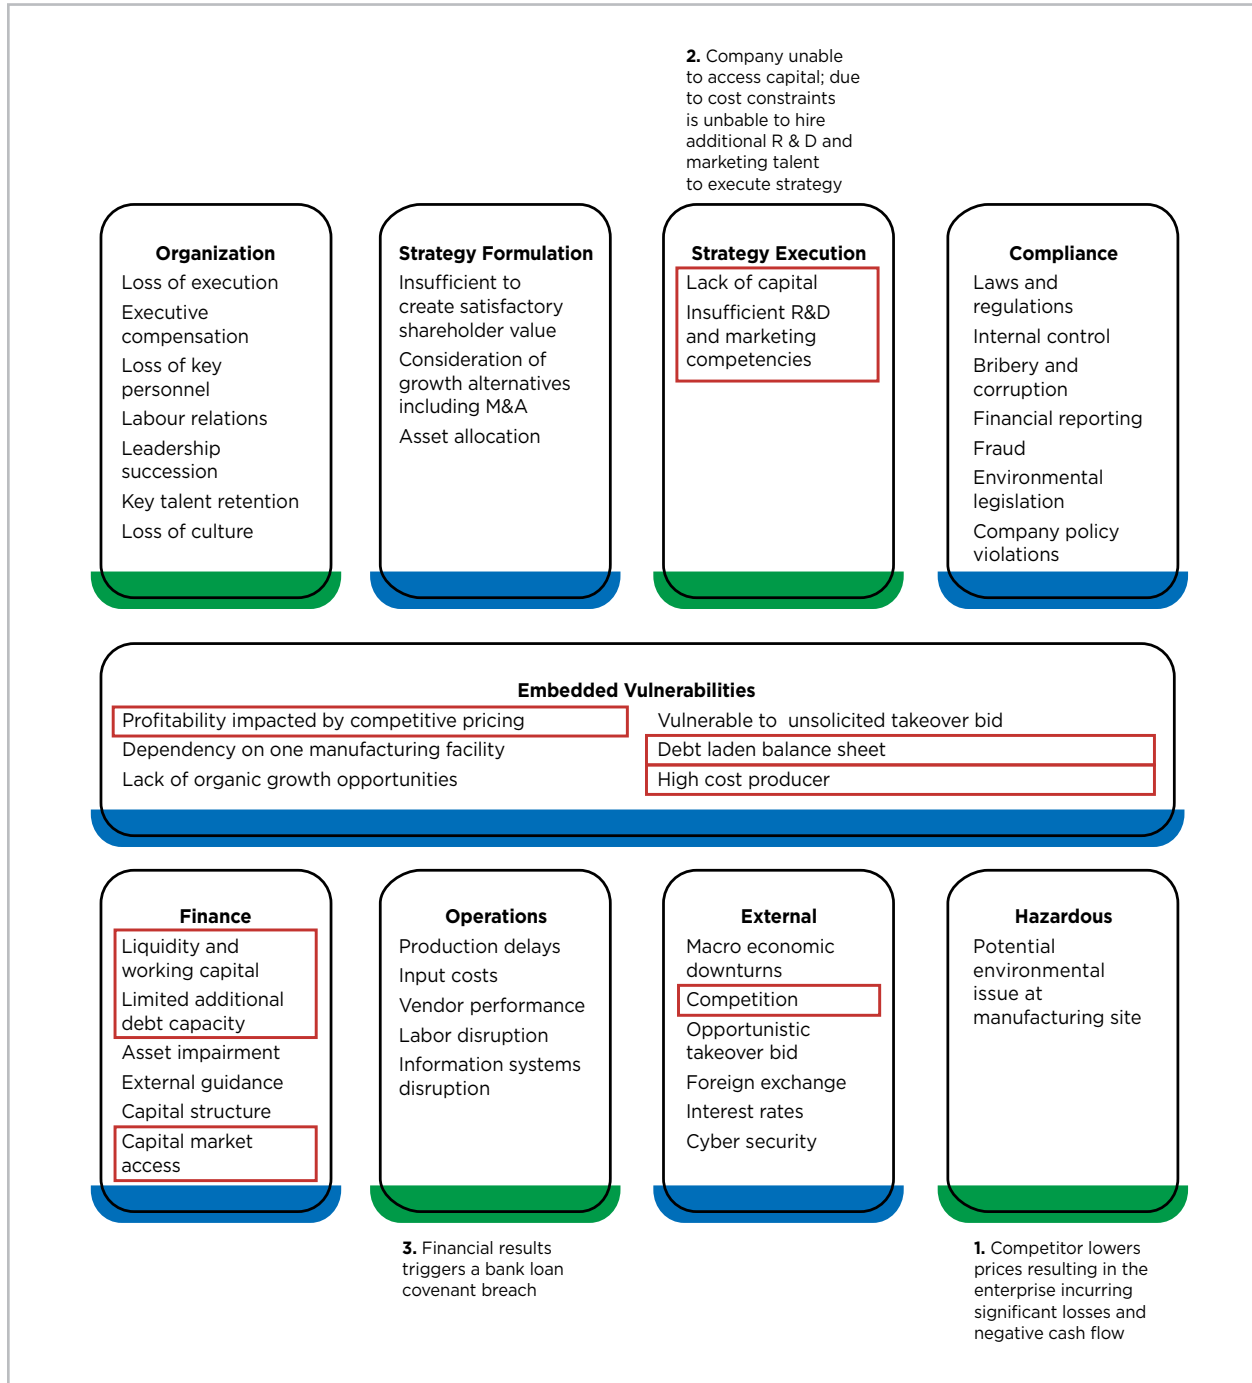 2. Company unable
to access capital; due
to cost constraints
is unbable to hire
additional R & D and
marketing talent
to execute strategy
Organization
Loss of execution
Executive
compensation
Loss of key
personnel
Labour relations
Leadership
succession
Key talent retention
Loss of culture
Strategy Formulation
Insufficient to
create satisfactory
shareholder value
Consideration of
growth alternatives
including M&A
Asset allocation
Strategy Execution
Lack of capital
Insufficient R&D
and marketing
competencies
Compliance
Laws and
regulations
Internal control
Bribery and
corruption
Financial reporting
Fraud
Environmental
legislation
Company policy
violations
Embedded Vulnerabilities
Profitability impacted by competitive pricing
Dependency on one manufacturing facility
Lack of organic growth opportunities
Vulnerable to unsolicited takeover bid
Debt laden balance sheet
High cost producer
Finance
Liquidity and
working capital
Limited additional
debt capacity
Asset impairment
External guidance
Capital structure
Capital market
access
Operations
Production delays
Input costs
Vendor performance
Labor disruption
Information systems
disruption
External
Macro economic
downturns
Competition
Opportunistic
takeover bid
Foreign exchange
Interest rates
Cyber security
Hazardous
Potential
environmental
issue at
manufacturing site
3. Financial results
triggers a bank loan
covenant breach
1. Competitor lowers
prices resulting in the
enterprise incurring
significant losses and
negative cash flow